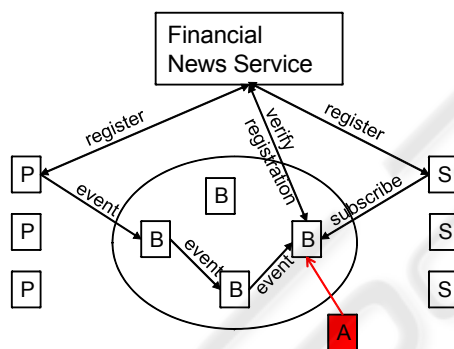 Financial
News Service
register
verify
registration
register
P
S
event
B
subscribe
P
B
B
S
event
event
P
B
S
A